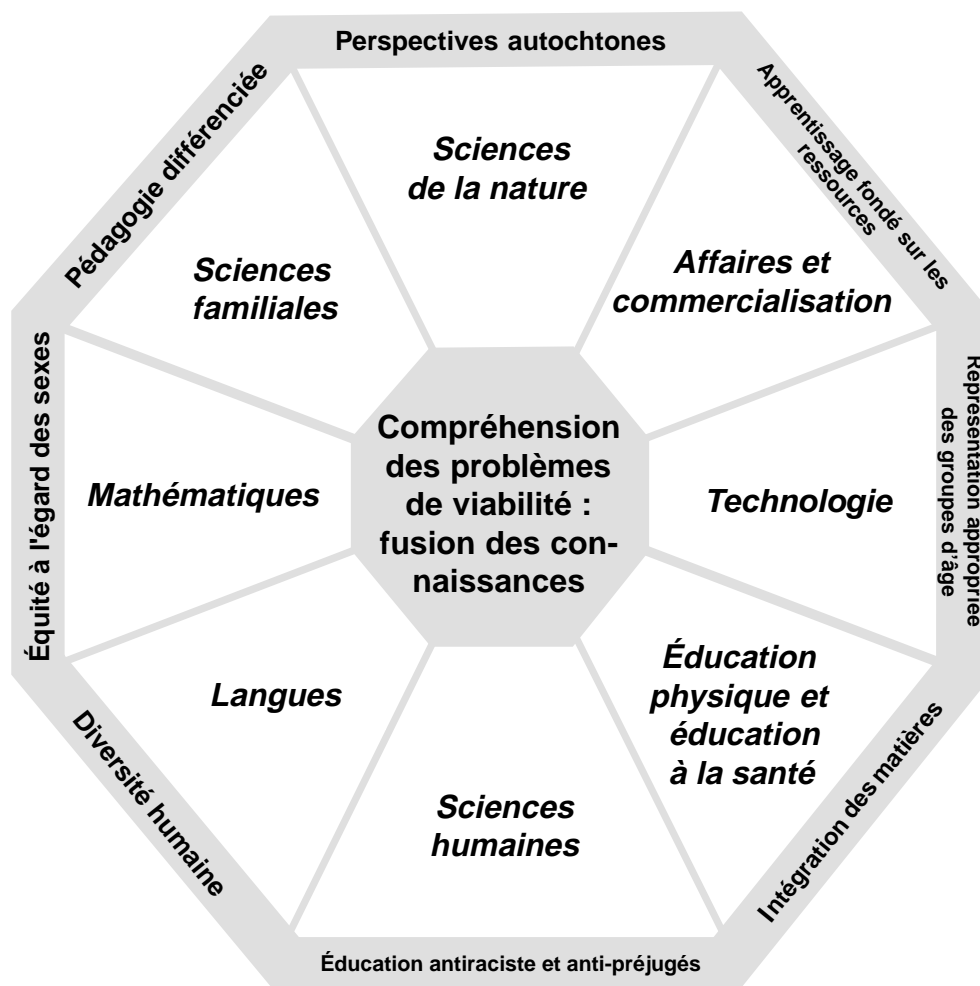 Perspectives autochtones
Pédagogie différenciée
Apprentissage fondé sur les
ressources
Sciences
de la nature
Sciences
familiales
Affaires et
commercialisation
Équité à l'égard des sexes
Mathématiques
Compréhension
des problèmes
de viabilité :
fusion des con-
naissances
Technologie
Représentation appropriée
des groupes d'âge
Langues
Éducation
physique et
éducation
à la santé
Sciences
humaines
Diversité humaine
Intégration des matières
Éducation antiraciste et anti-préjugés